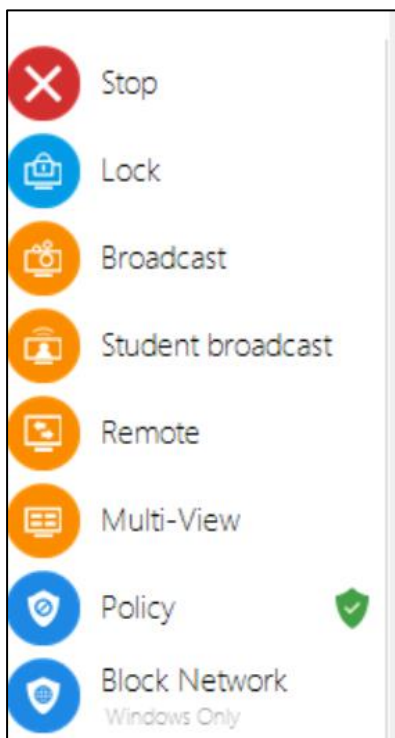 Stop
Lock
Broadcast
Student broadcast
Remote
Multi-View
Policy
Block Network
Windows Only